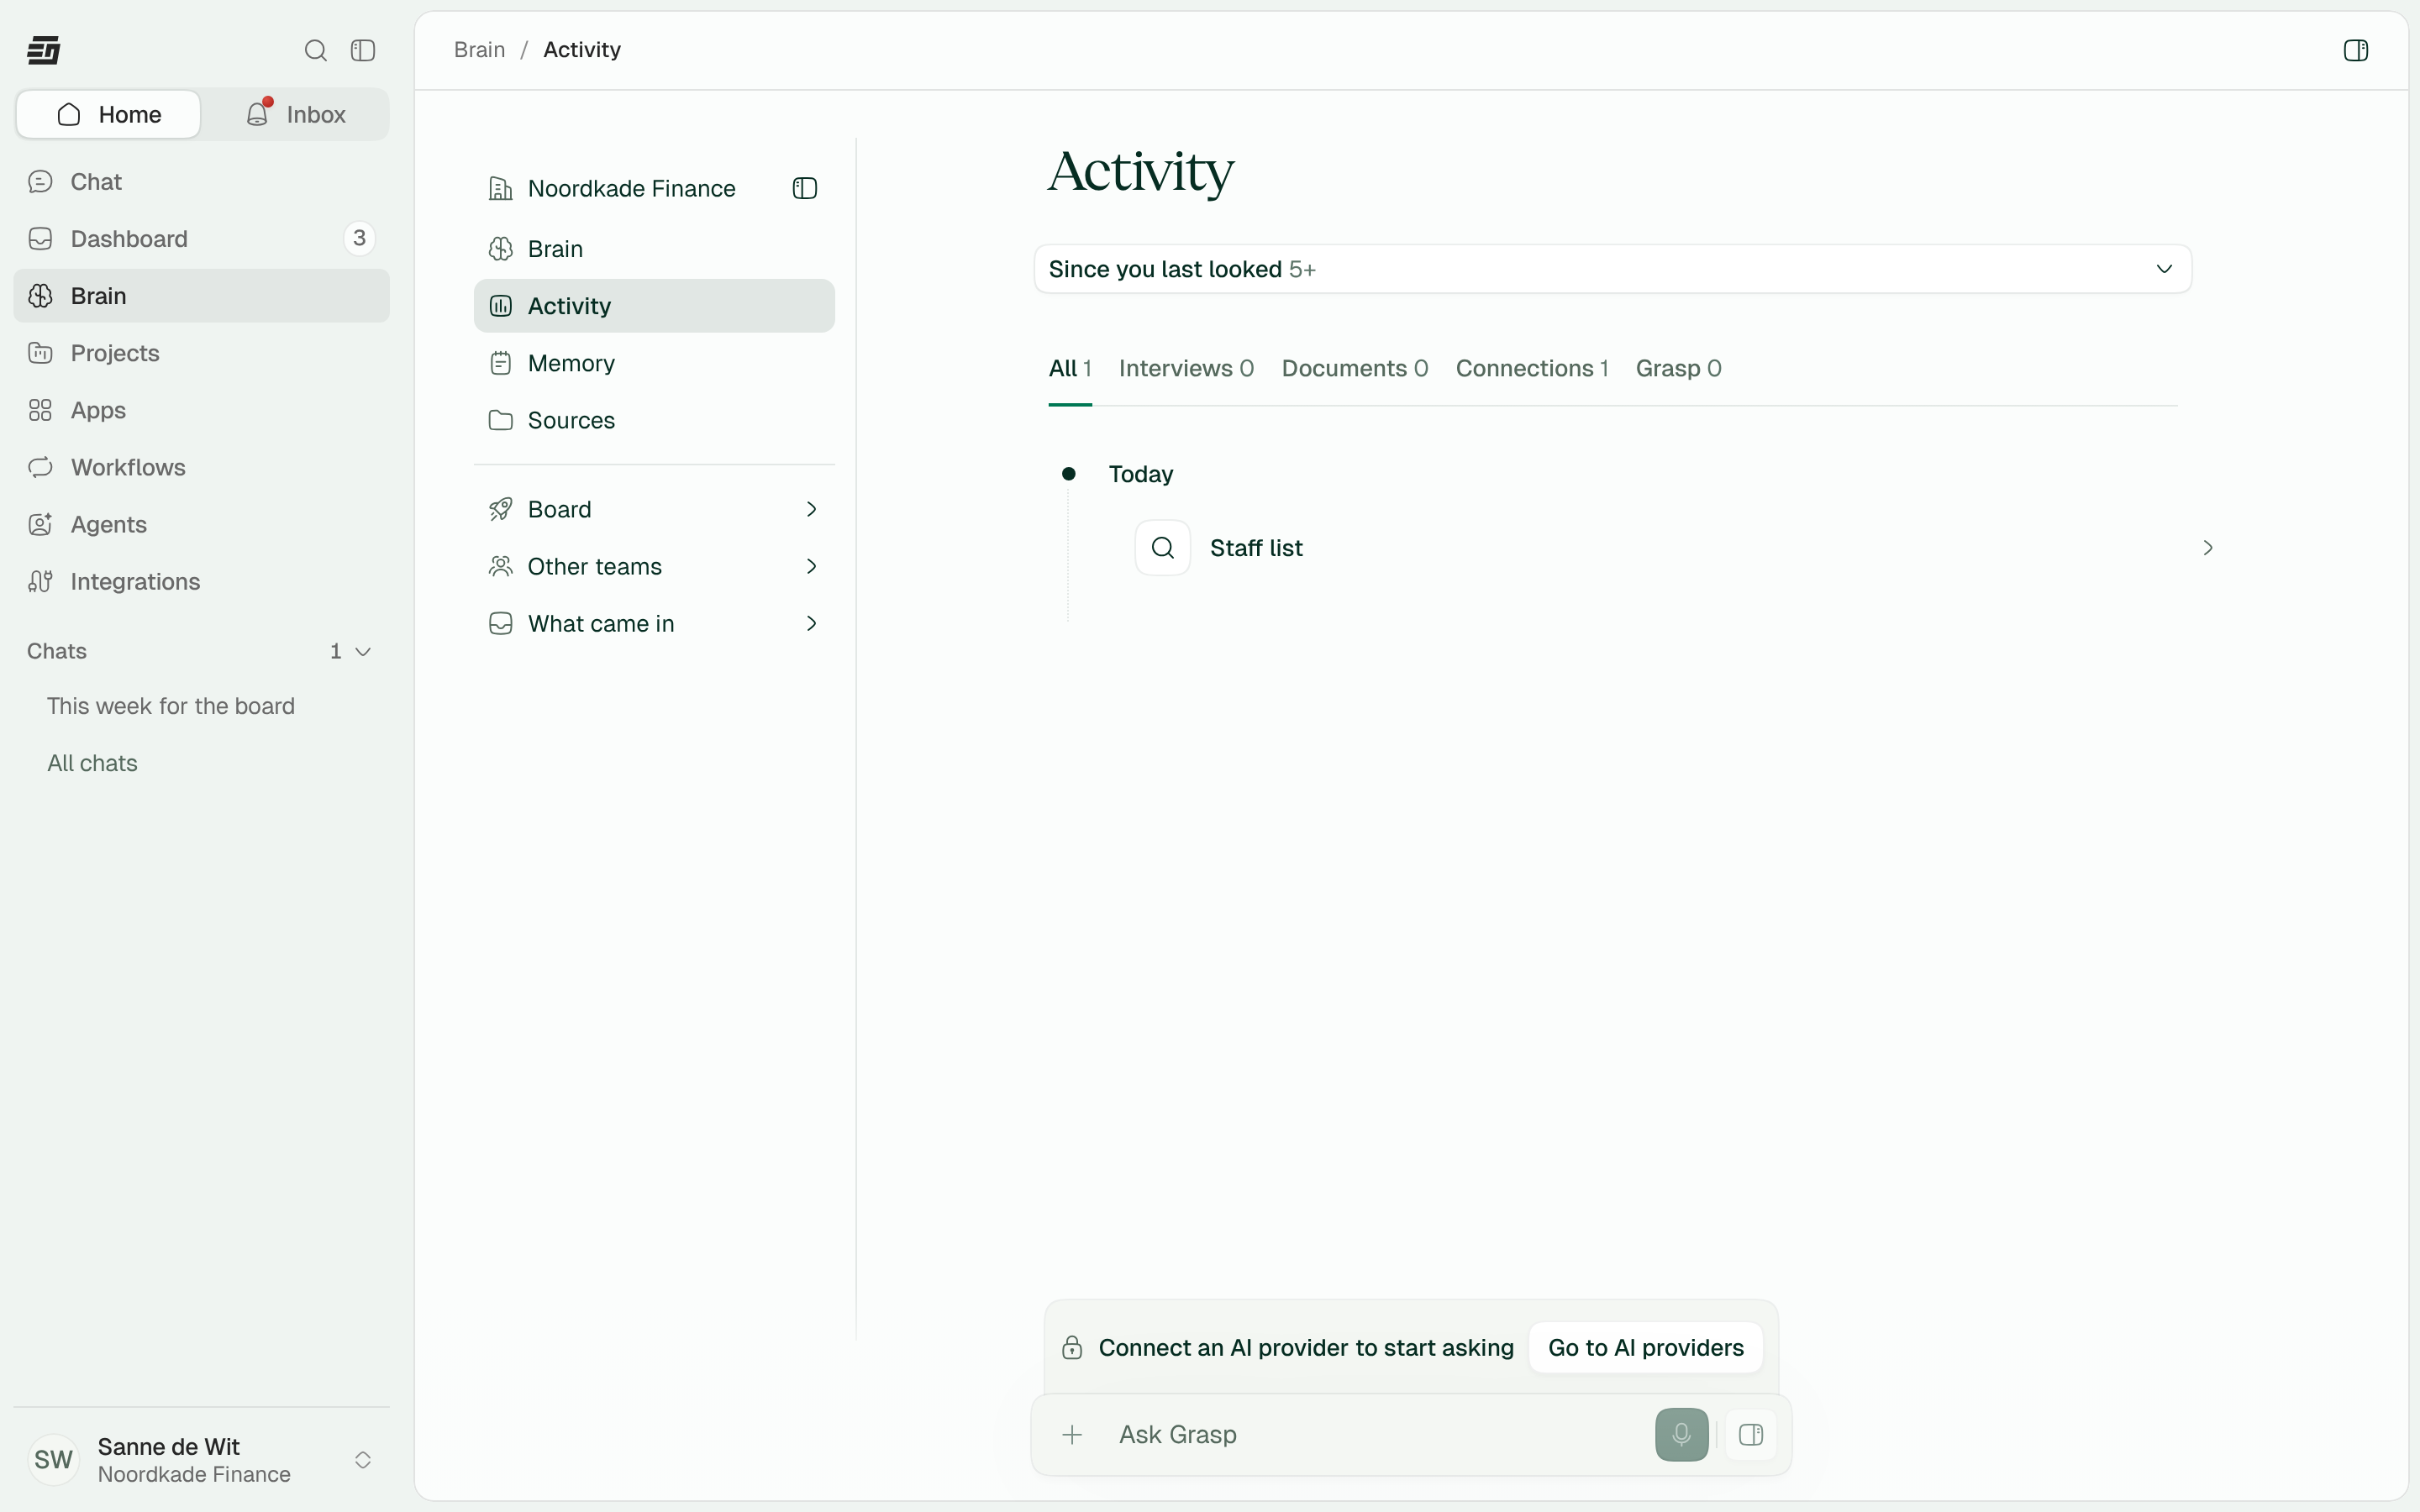 Brain / Activity
Home
Inbox
Chat
Dashboard 3
Brain
Projects
Apps
Workflows
Agents
Integrations
Chats 1
This week for the board
All chats
Sanne de Wit
SW
Noordkade Finance
Noordkade Finance
Brain
Activity
Memory
Sources
Board
Other teams
What came in
Activity
Since you last looked 5+
All 1 Interviews 0 Documents 0 Connections 1 Grasp 0
Today
Staff list
Connect an AI provider to start asking Go to AI providers
Ask Grasp